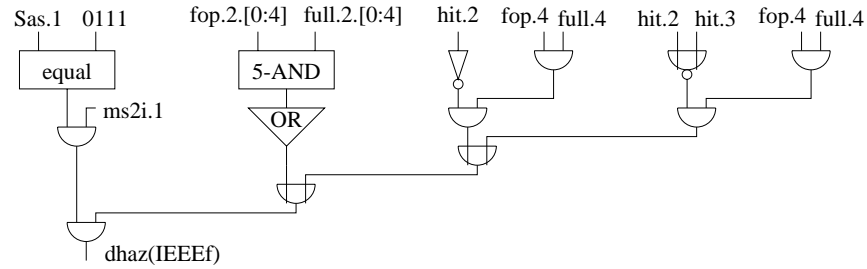 Sas.1 0111 fop.2.[0:4] full.2.[0:4] hit.2 fop.4 full.4 hit.2 hit.3 fop.4 full.4
equal 5-AND
ms2i.1 OR
dhaz(IEEEf)